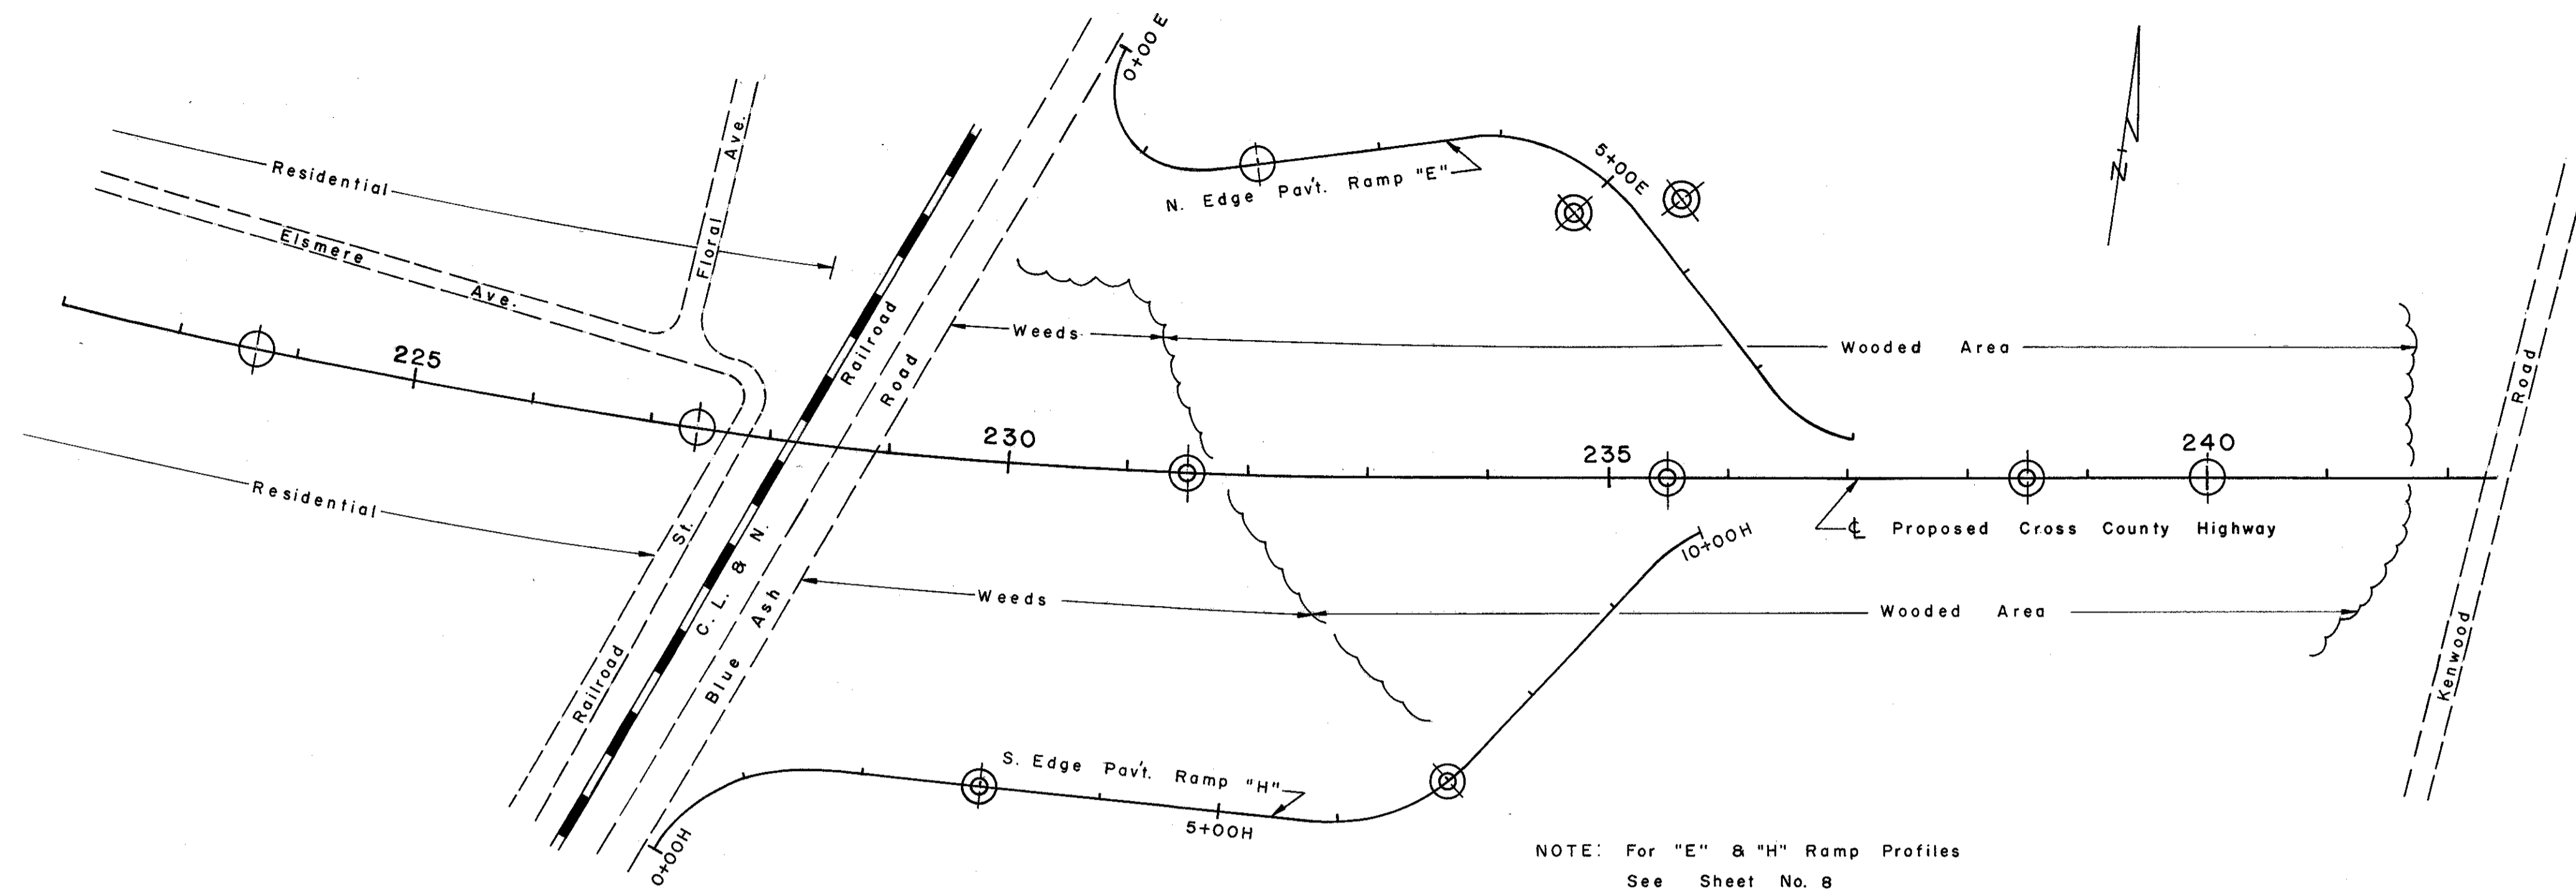 0+00E
Residential
Floral Ave.
N. Edge Pav't. Ramp "E"
5+00E
N
Elsmere Ave.
Railroad
Road
Weeds
Wooded Area
Road
225
230
235
240
Residential
St.
C. L. & N.
10+00H
℄ Proposed Cross County Highway
Weeds
Wooded Area
Railroad
Blue Ash
Kenwood
S. Edge Pav't. Ramp "H"
5+00H
0+00H
NOTE: For "E" & "H" Ramp Profiles
See Sheet No. 8